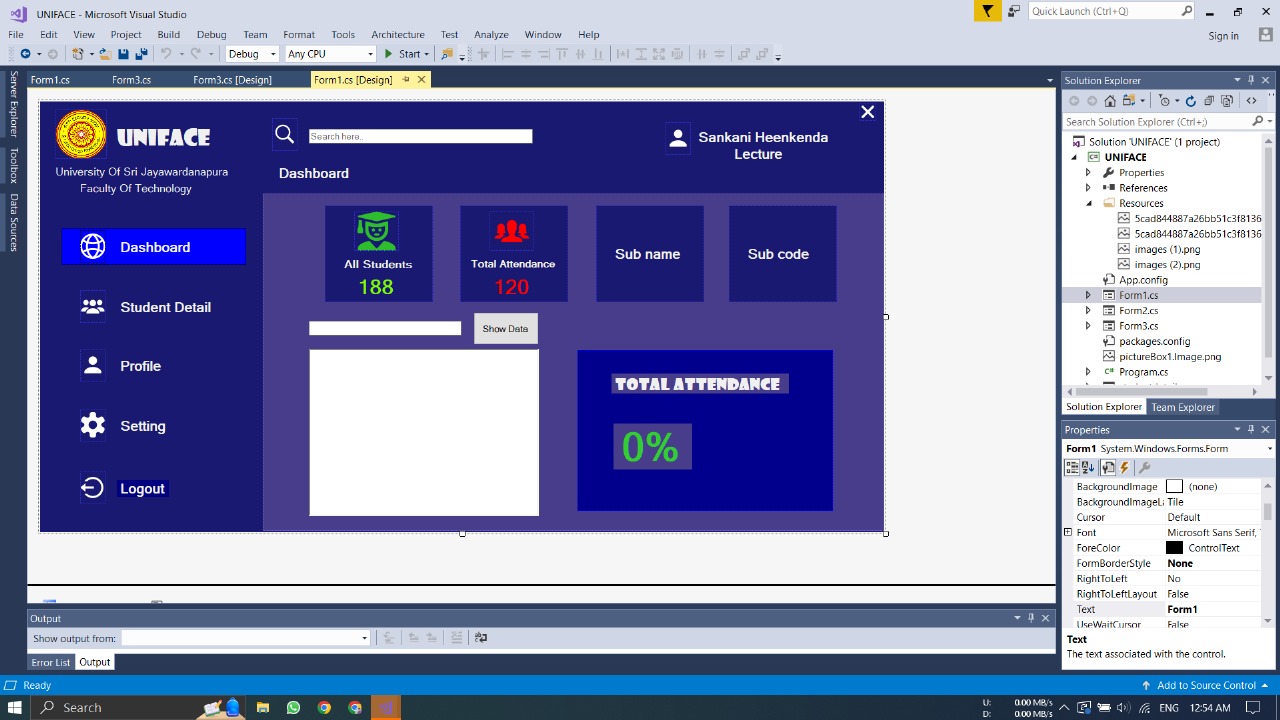 UNIFACE - Microsoft Visual Studio
Quick Launch (Ctrl+Q)
File Edit View Project Build Debug Team Format Tools Architecture Test Analyze Window Help
Sign in
Debug Any CPU Start
Server Explorer
Toolbox
Data Sources
Form1.cs Form3.cs Form3.cs [Design] Form1.cs [Design]
UNIFACE
University Of Sri Jayawardanapura
Faculty Of Technology
Search here..
Sankani Heenkenda
Lecture
Dashboard
Dashboard
Student Detail
Profile
Setting
Logout
All Students
188
Total Attendance
120
Sub name
Sub code
Show Data
TOTAL ATTENDANCE
0%
Solution Explorer
Search Solution Explorer (Ctrl+;)
Solution 'UNIFACE' (1 project)
UNIFACE
Properties
References
Resources
5cad844887a26bb51c3f8136
5cad844887a26bb51c3f8136
images (1).png
images (2).png
App.config
Form1.cs
Form2.cs
Form3.cs
packages.config
pictureBox1.Image.png
Program.cs
Solution Explorer Team Explorer
Properties
Form1 System.Windows.Forms.Form
BackgroundImage (none)
BackgroundImageLa Tile
Cursor Default
Font Microsoft Sans Serif,
ForeColor ControlText
FormBorderStyle None
RightToLeft No
RightToLeftLayout False
Text Form1
UseWaitCursor False
Text
The text associated with the control.
Output
Show output from:
Error List Output
Ready
Add to Source Control
Search
U: 0.00 MB/s
D: 0.00 MB/s
ENG 12:54 AM